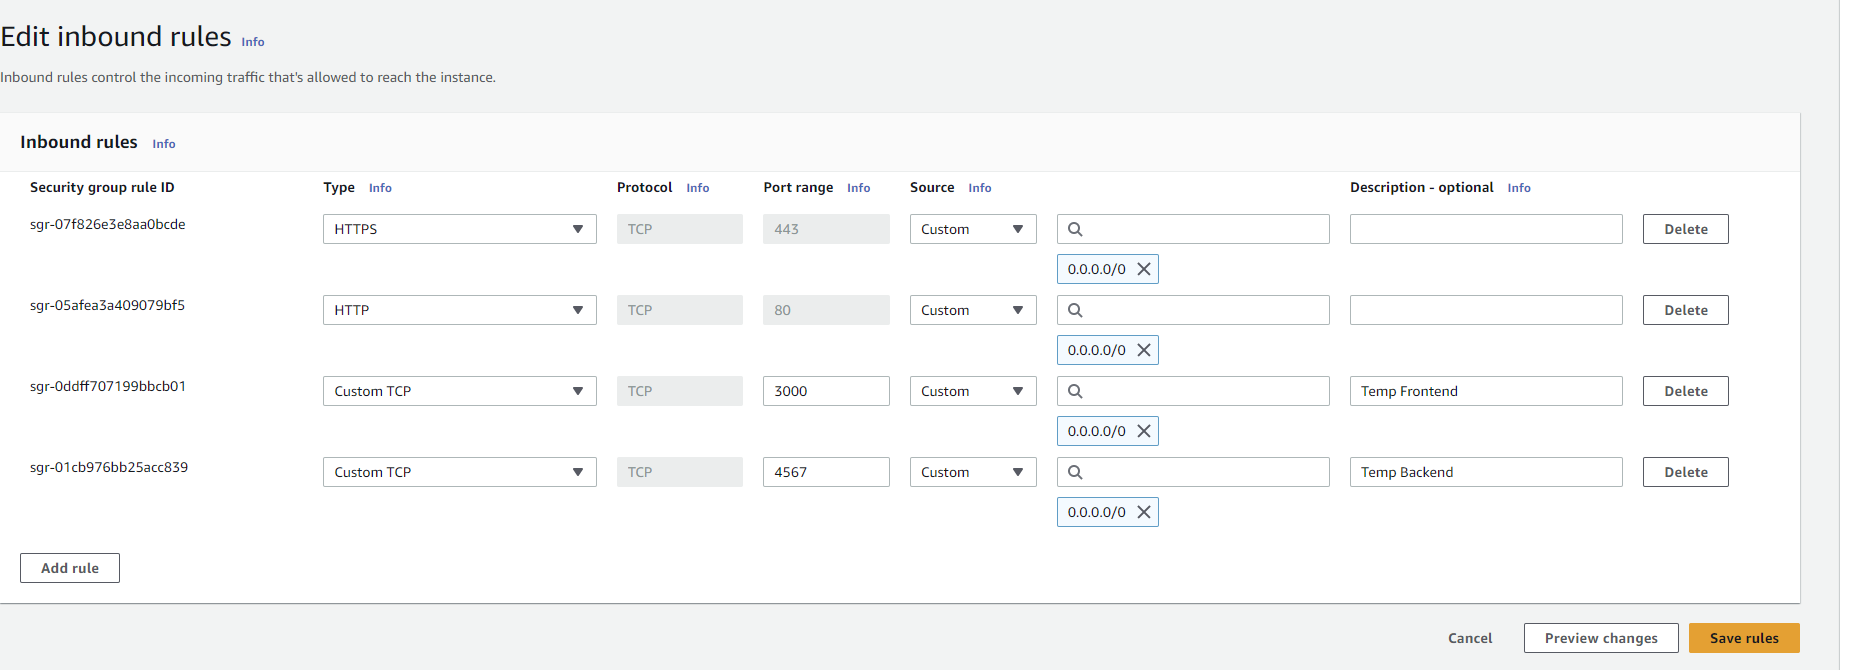 Edit inbound rules Info
Inbound rules control the incoming traffic that's allowed to reach the instance.
Inbound rules Info
Security group rule ID Type Info Protocol Info Port range Info Source Info Description - optional Info
sgr-07f826e3e8aa0bcde HTTPS TCP 443 Custom Delete
0.0.0.0/0
sgr-05afea3a409079bf5 HTTP TCP 80 Custom Delete
0.0.0.0/0
sgr-0ddff707199bbcb01 Custom TCP TCP 3000 Custom Temp Frontend Delete
0.0.0.0/0
sgr-01cb976bb25acc839 Custom TCP TCP 4567 Custom Temp Backend Delete
0.0.0.0/0
Add rule
Cancel Preview changes Save rules